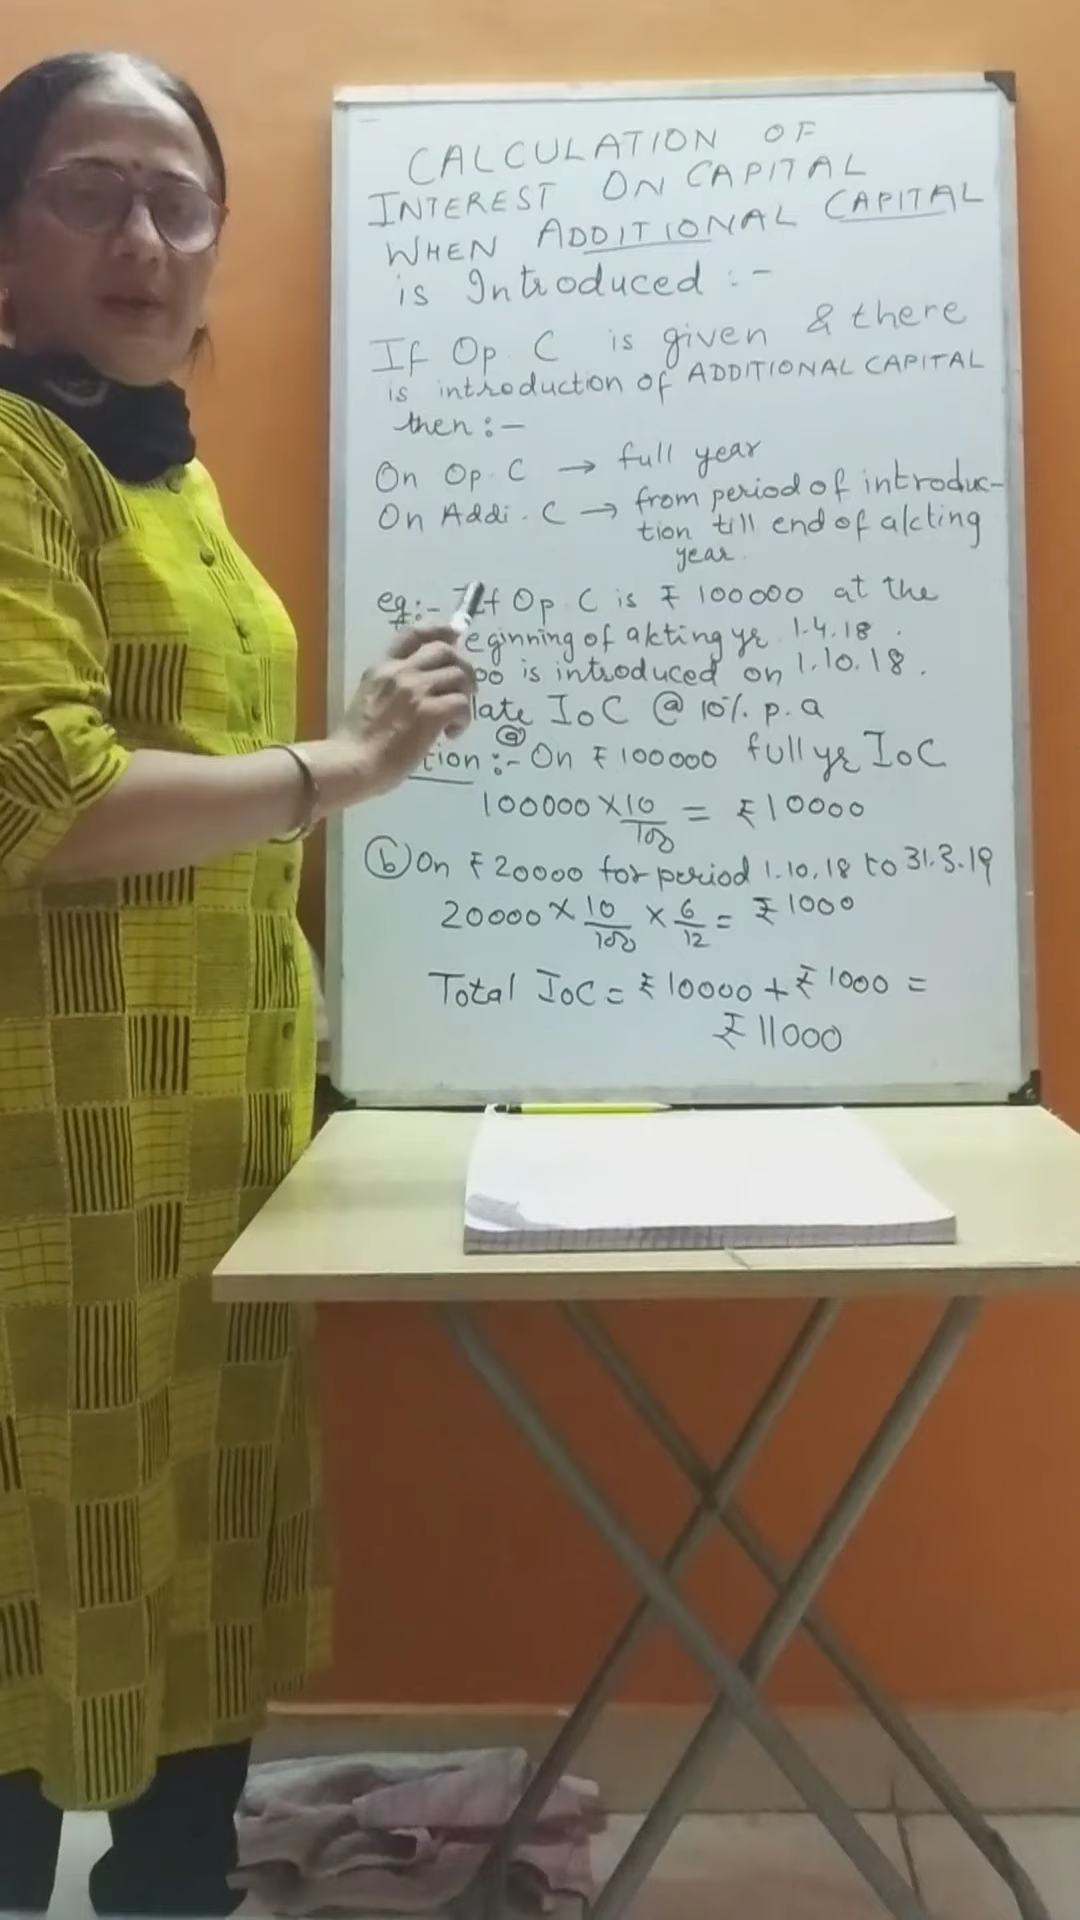 CALCULATION OF
INTEREST ON CAPITAL
WHEN ADDITIONAL CAPITAL
is Introduced :-
If Op. C is given & there
is introduction of ADDITIONAL CAPITAL
then :-
On Op. C → full year
On Addi. C → from period of introduc-
tion till end of a/cting
year.
eg:- If Op. C is ₹ 100000 at the
eginning of a/cting yr. 1.4.18.
00 is introduced on 1.10.18.
late IoC @ 10% p.a
tion :- ⓐ On ₹ 100000 full yr IoC
100000 × 10/100 = ₹ 10000
ⓑ On ₹ 20000 for period 1.10.18 to 31.3.19
20000 × 10/100 × 6/12 = ₹ 1000
Total IoC = ₹ 10000 + ₹ 1000 =
₹ 11000